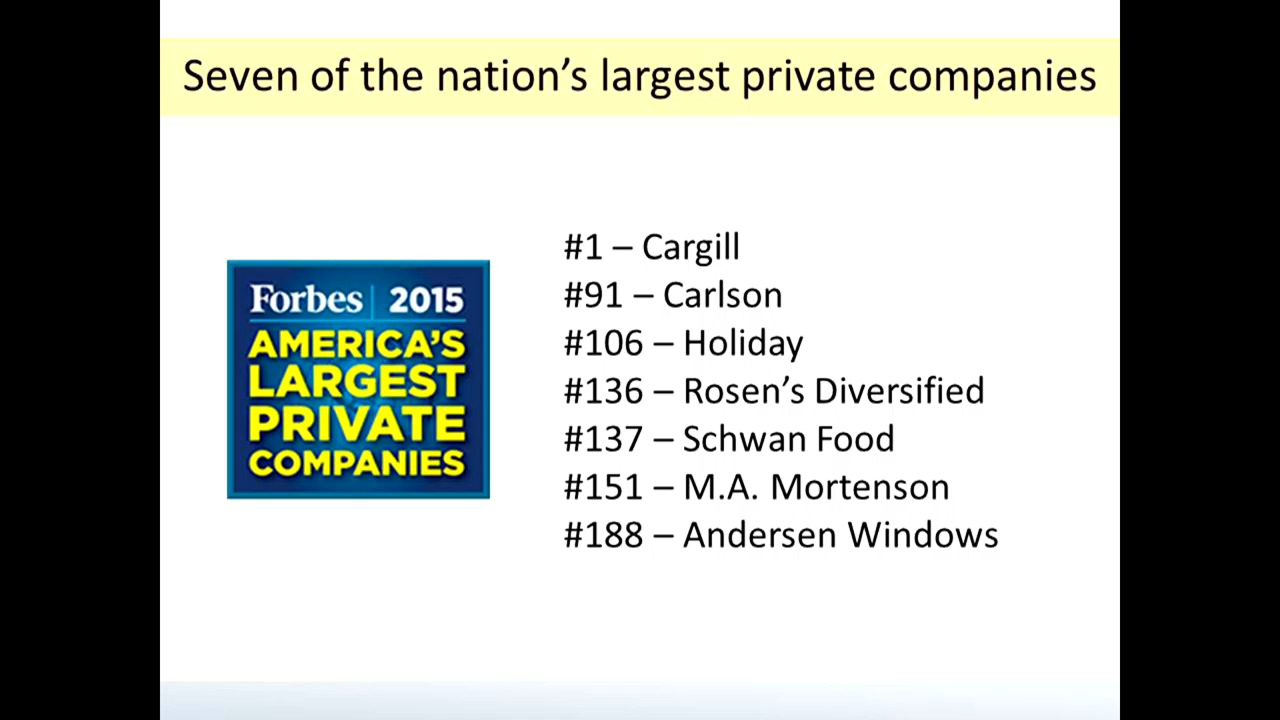 Seven of the nation's largest private companies
Forbes | 2015
AMERICA'S
LARGEST
PRIVATE
COMPANIES
#1 – Cargill
#91 – Carlson
#106 – Holiday
#136 – Rosen's Diversified
#137 – Schwan Food
#151 – M.A. Mortenson
#188 – Andersen Windows